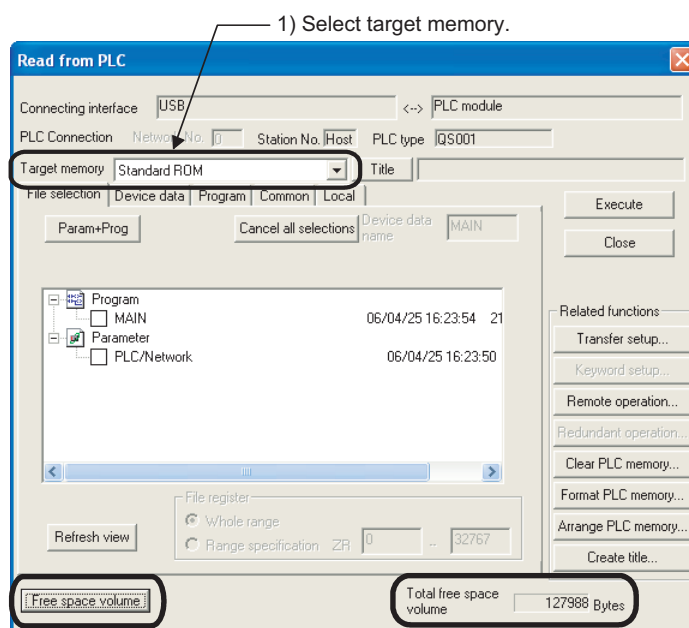 1) Select target memory.
Read from PLC
Connecting interface USB <--> PLC module
PLC Connection Network No. 0 Station No. Host PLC type QS001
Target memory Standard ROM Title
File selection Device data Program Common Local
Param+Prog Cancel all selections Device data name MAIN
Execute
Close
Program
MAIN 06/04/25 16:23:54 21
Parameter
PLC/Network 06/04/25 16:23:50
Related functions
Transfer setup...
Keyword setup...
Remote operation...
Redundant operation...
Clear PLC memory...
Format PLC memory...
Arrange PLC memory...
Create title...
File register
Whole range
Range specification ZR 0 .. 32767
Refresh view
Free space volume
Total free space
volume 127988 Bytes